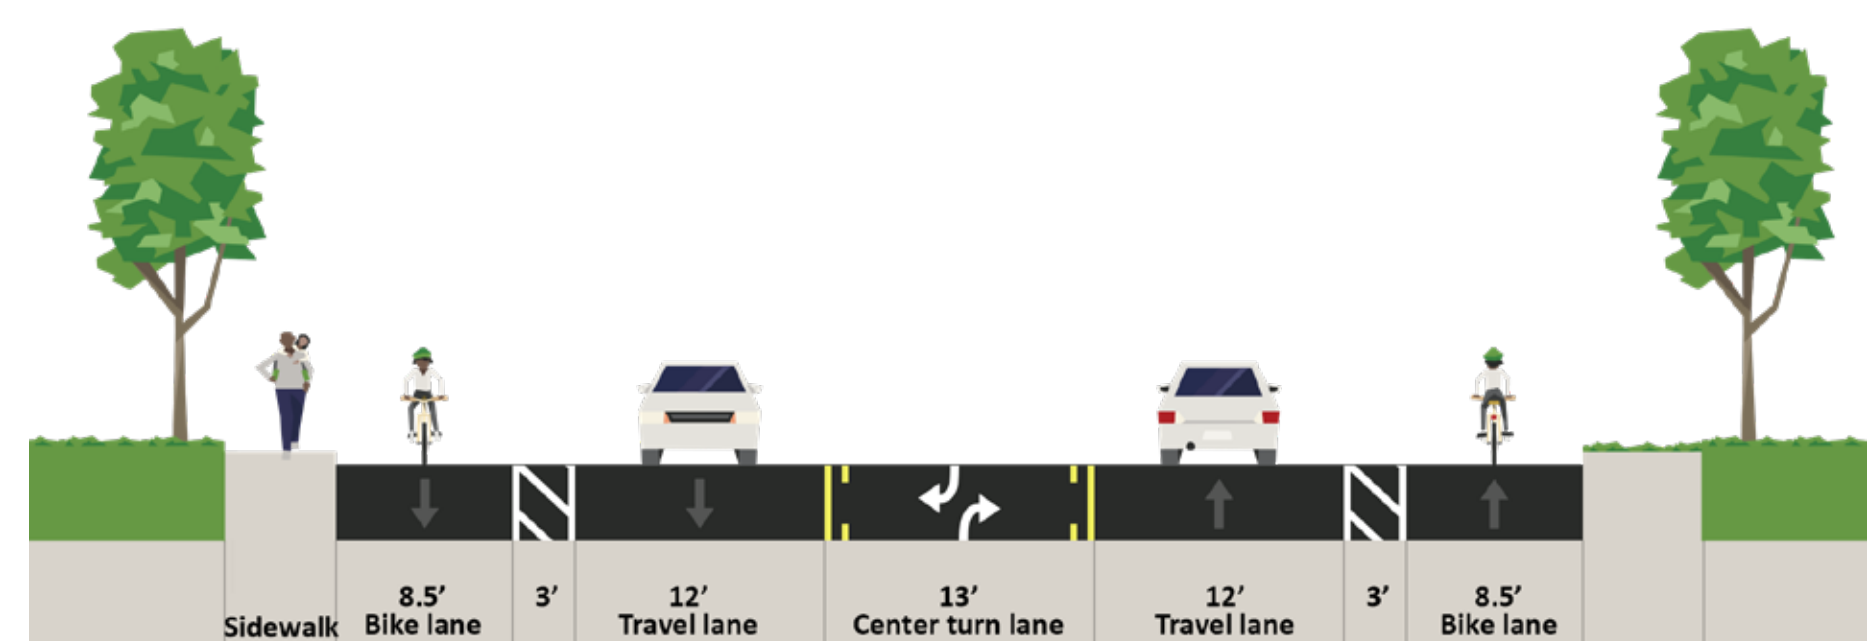 Sidewalk
8.5’
Bike lane
3’
12’
Travel lane
13’
Center turn lane
12’
Travel lane
3’
8.5’
Bike lane